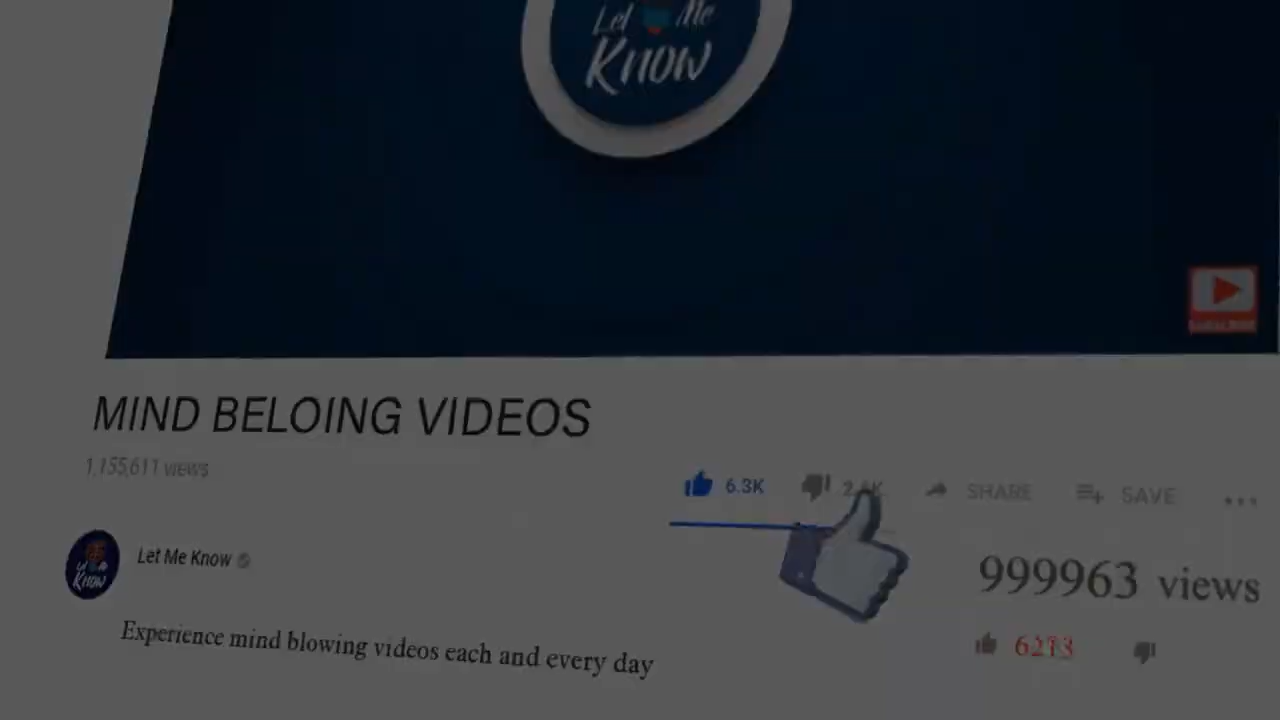 Let Me
Know
MIND BELOING VIDEOS
1,155,611 views
6.3K
SHARE
SAVE
Let Me Know
999963 views
Experience mind blowing videos each and every day